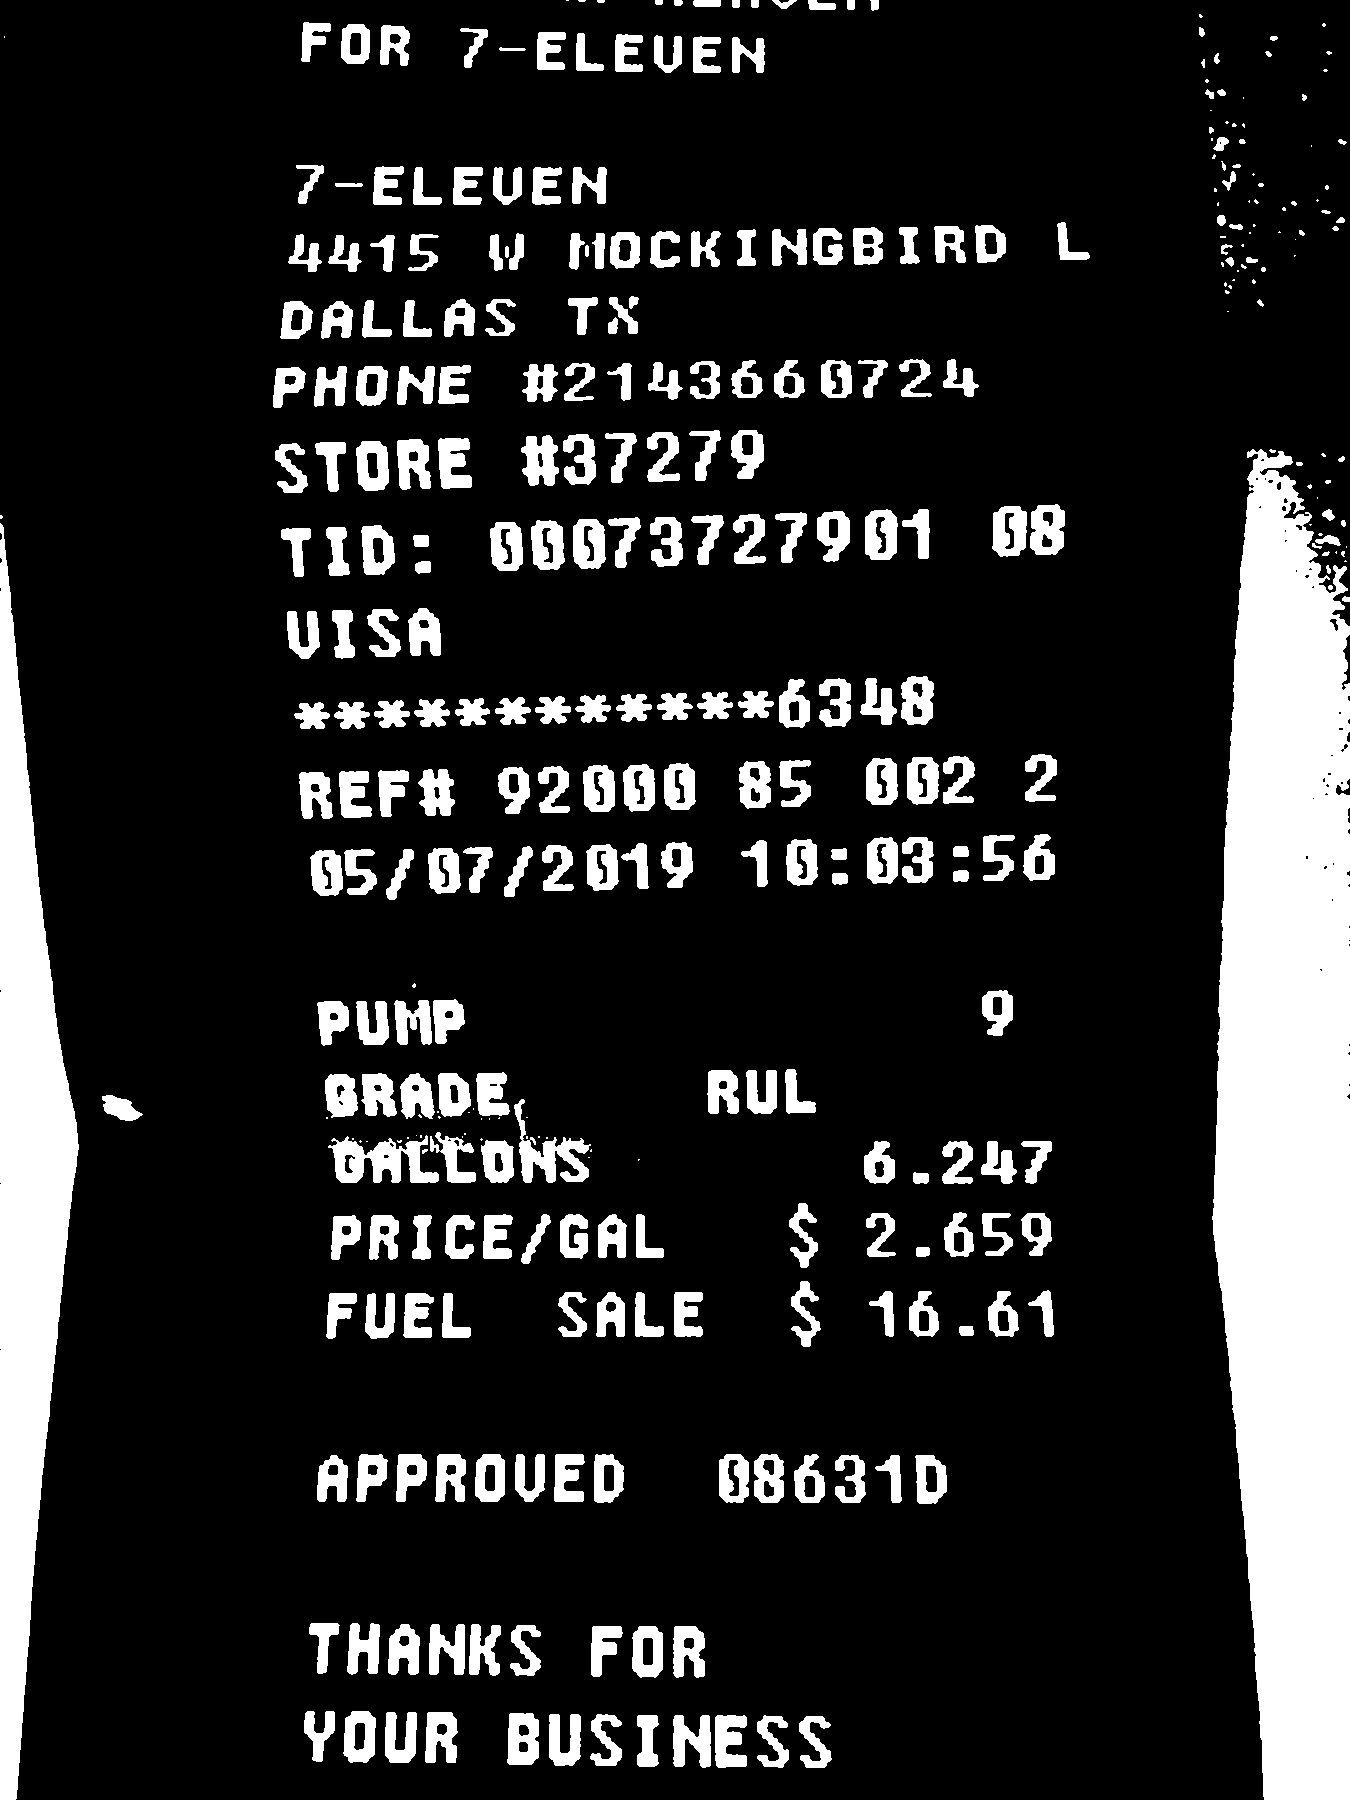 FOR 7-ELEVEN
7-ELEVEN
4415 W MOCKINGBIRD L
DALLAS TX
PHONE #2143660724
STORE #37279
TID: 00073727901 08
VISA
************6348
REF# 92000 85 002 2
05/07/2019 10:03:56
PUMP 9
GRADE RUL
GALLONS 6.247
PRICE/GAL $ 2.659
FUEL SALE $ 16.61
APPROVED 08631D
THANKS FOR
YOUR BUSINESS